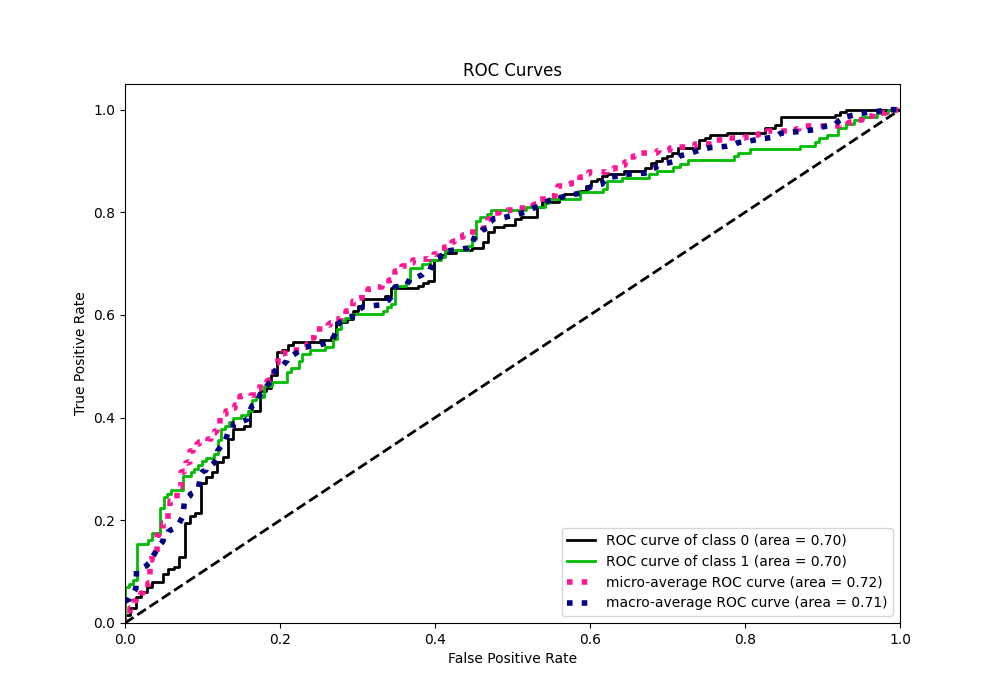 ROC Curves
True Positive Rate
1.0
0.8
0.6
0.4
0.2
0.0
0.0 0.2 0.4 0.6 0.8 1.0
False Positive Rate
ROC curve of class 0 (area = 0.70)
ROC curve of class 1 (area = 0.70)
micro-average ROC curve (area = 0.72)
macro-average ROC curve (area = 0.71)